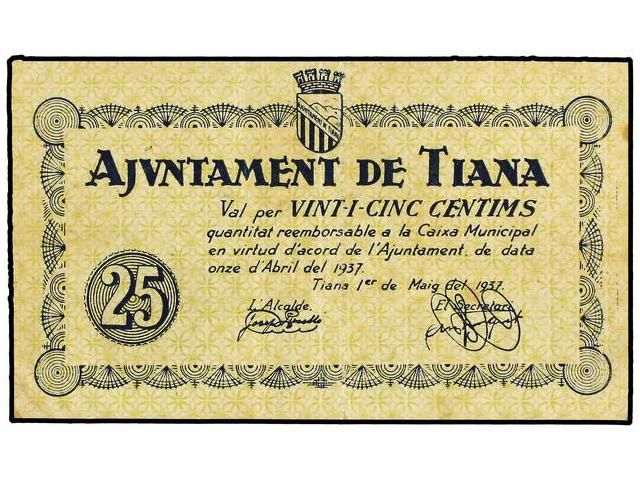 AJVNTAMENT DE TIANA
Val per VINT-I-CINC CENTIMS
quantitat reemborsable a la Caixa Municipal
en virtud d'acord de l'Ajuntament, de data
onze d'Abril del 1937.
Tiana 1er de Maig del 1937.
25
L'Alcalde, El Secretari